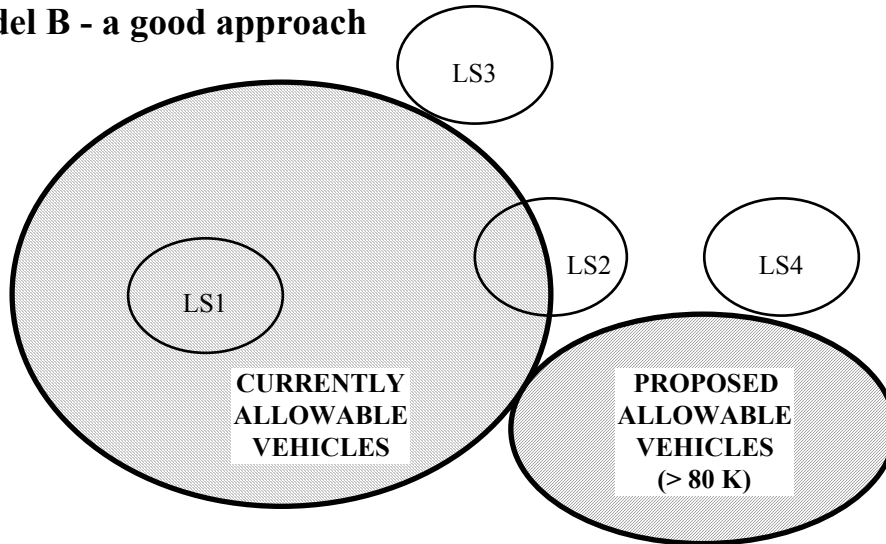 del B - a good approach
LS3
LS2
LS4
LS1
CURRENTLY
ALLOWABLE
VEHICLES
PROPOSED
ALLOWABLE
VEHICLES
(> 80 K)